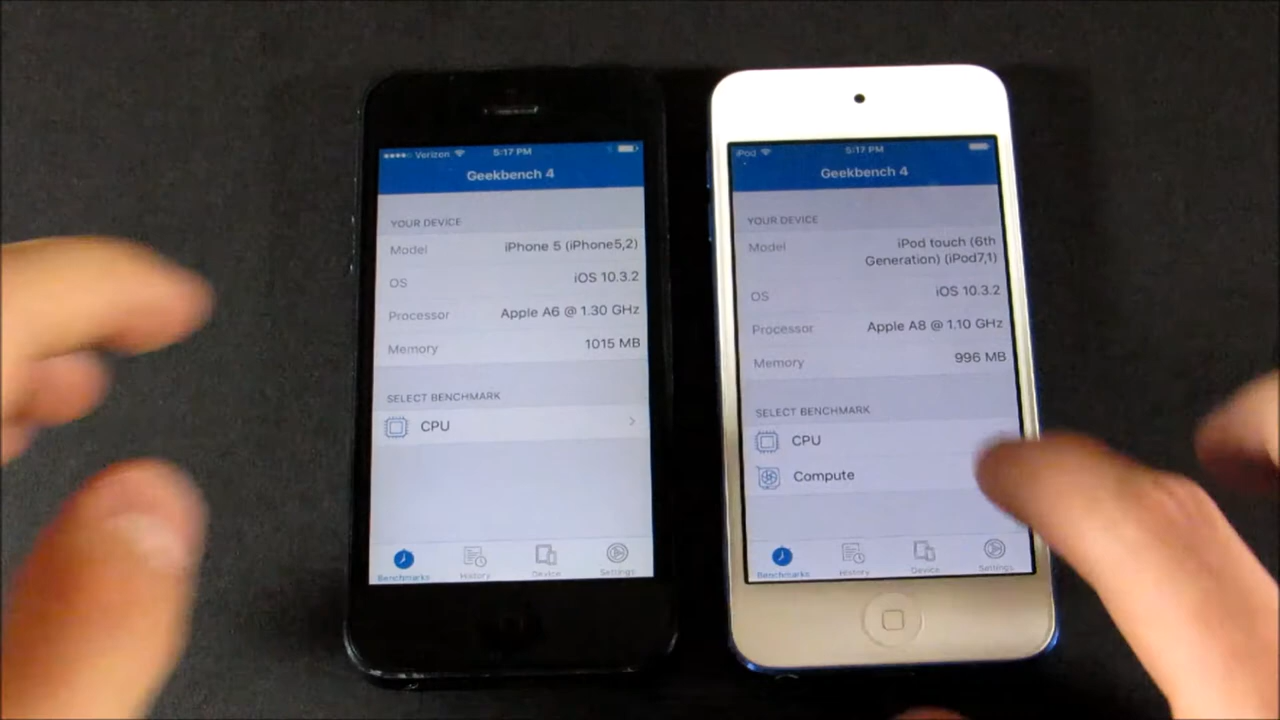 Verizon 5:17 PM
Geekbench 4
YOUR DEVICE
Model iPhone 5 (iPhone5,2)
OS iOS 10.3.2
Processor Apple A6 @ 1.30 GHz
Memory 1015 MB
SELECT BENCHMARK
CPU
Benchmarks History Device Settings
iPod 5:17 PM
Geekbench 4
YOUR DEVICE
Model iPod touch (6th
Generation) (iPod7,1)
OS iOS 10.3.2
Processor Apple A8 @ 1.10 GHz
Memory 996 MB
SELECT BENCHMARK
CPU
Compute
Benchmarks History Device Settings